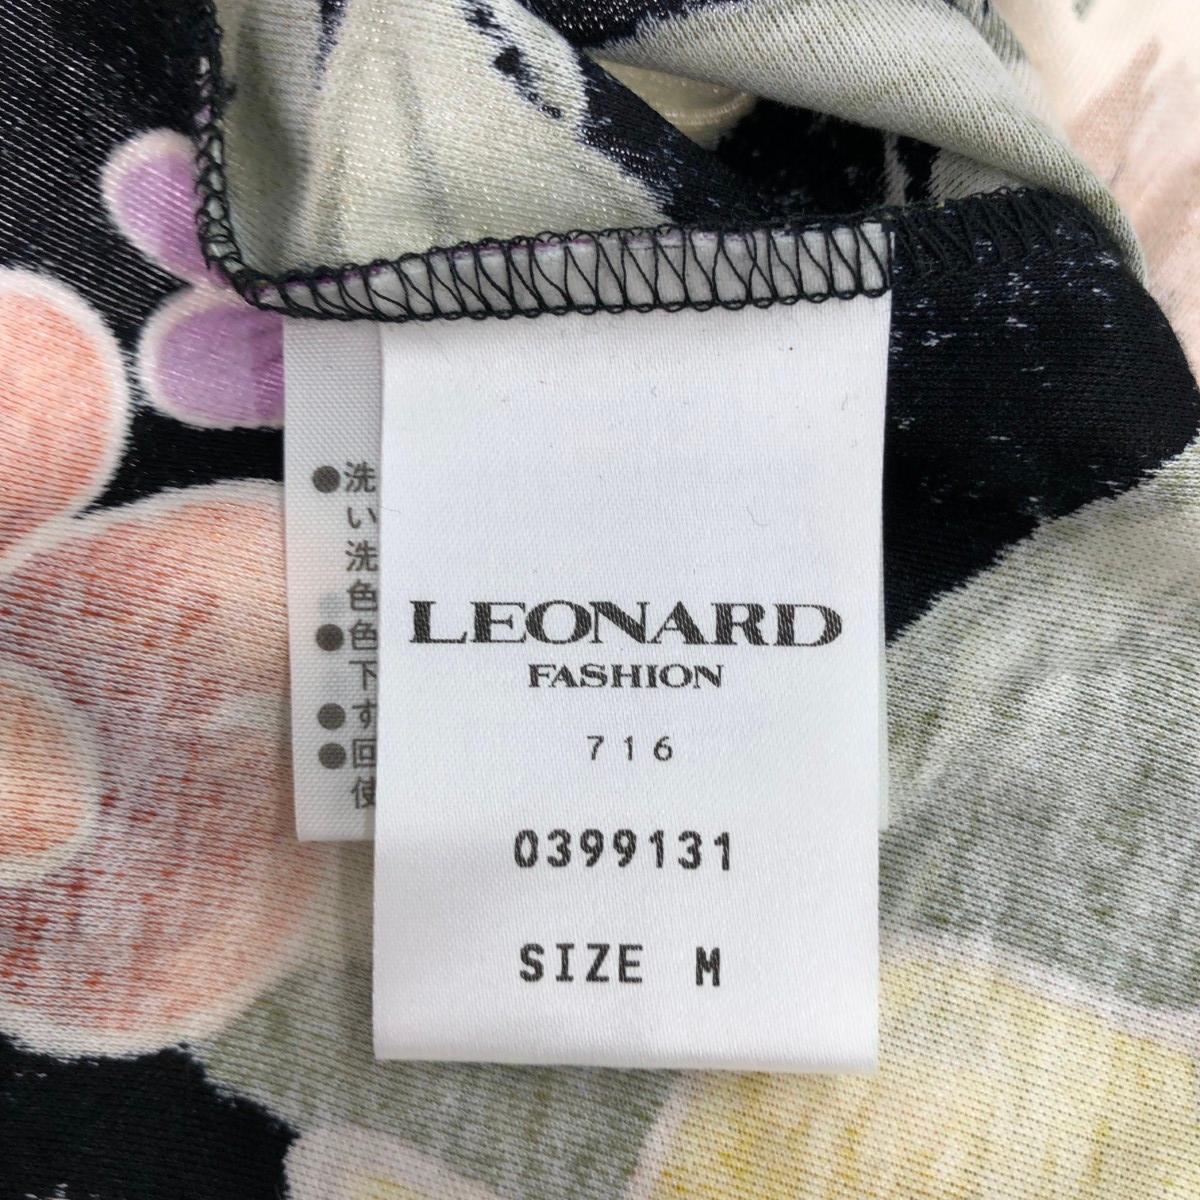 LEONARD
FASHION
716
0399131
SIZE M
●洗
い
洗
色
●色
下
●す
●回
使